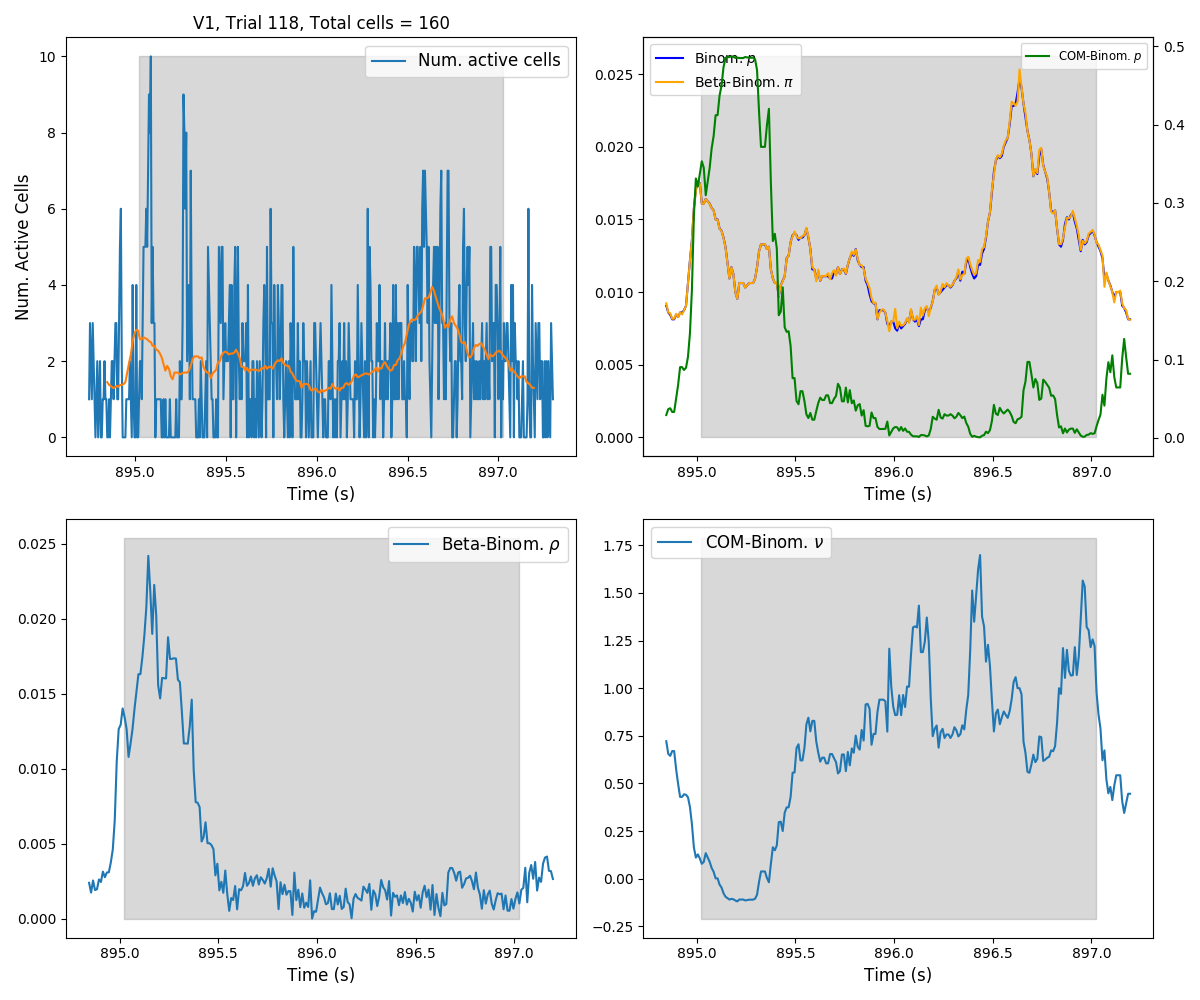 V1, Trial 118, Total cells = 160
Num. active cells
Num. Active Cells
10
8
6
4
2
0
895.0 895.5 896.0 896.5 897.0
Time (s)
Binom. p
Beta-Binom. π
COM-Binom. p
0.025
0.020
0.015
0.010
0.005
0.000
0.5
0.4
0.3
0.2
0.1
0.0
895.0 895.5 896.0 896.5 897.0
Time (s)
Beta-Binom. ρ
0.025
0.020
0.015
0.010
0.005
0.000
895.0 895.5 896.0 896.5 897.0
Time (s)
COM-Binom. ν
1.75
1.50
1.25
1.00
0.75
0.50
0.25
0.00
−0.25
895.0 895.5 896.0 896.5 897.0
Time (s)